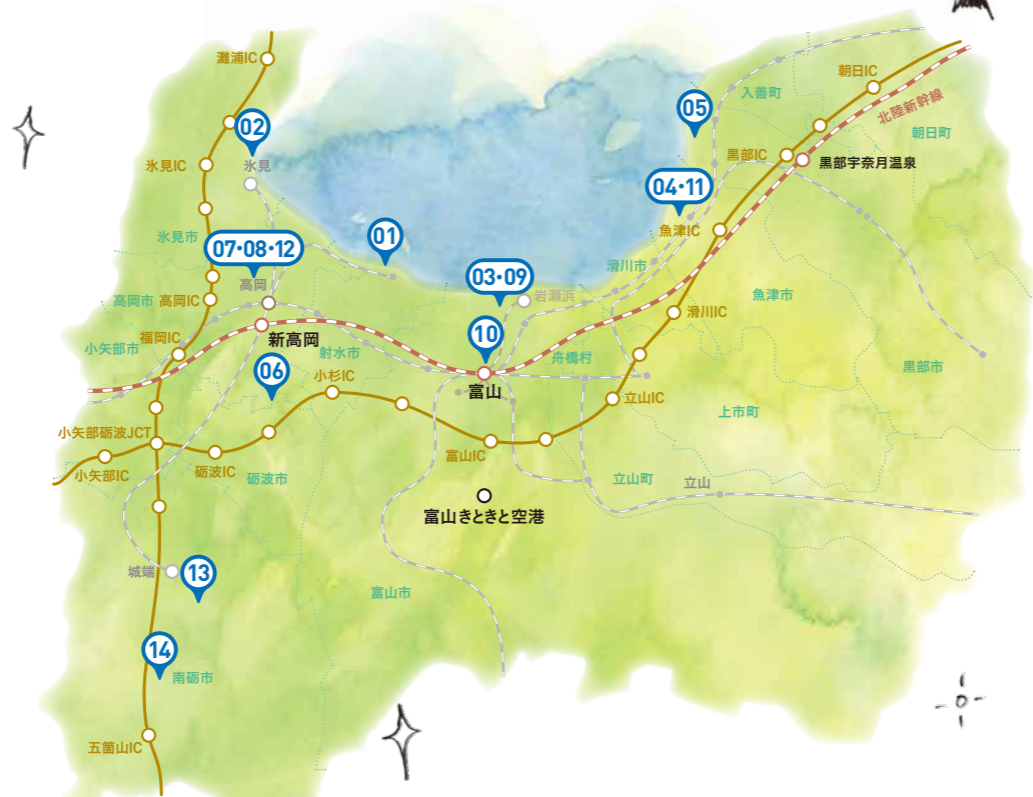 灘浦IC
朝日IC
入善町
05
北陸新幹線
02
朝日町
氷見IC
氷見
黒部IC
黒部宇奈月温泉
04・11
魚津IC
氷見市
01
07・08・12
滑川市
高岡
03・09
岩瀬浜
魚津市
高岡市
高岡IC
滑川IC
10
福岡IC
新高岡
小矢部市
射水市
舟橋村
06
小杉IC
黒部市
富山
立山IC
上市町
小矢部砺波JCT
富山IC
小矢部IC
砺波IC
砺波市
立山町
立山
富山きときと空港
城端
13
富山市
14
南砺市
五箇山IC